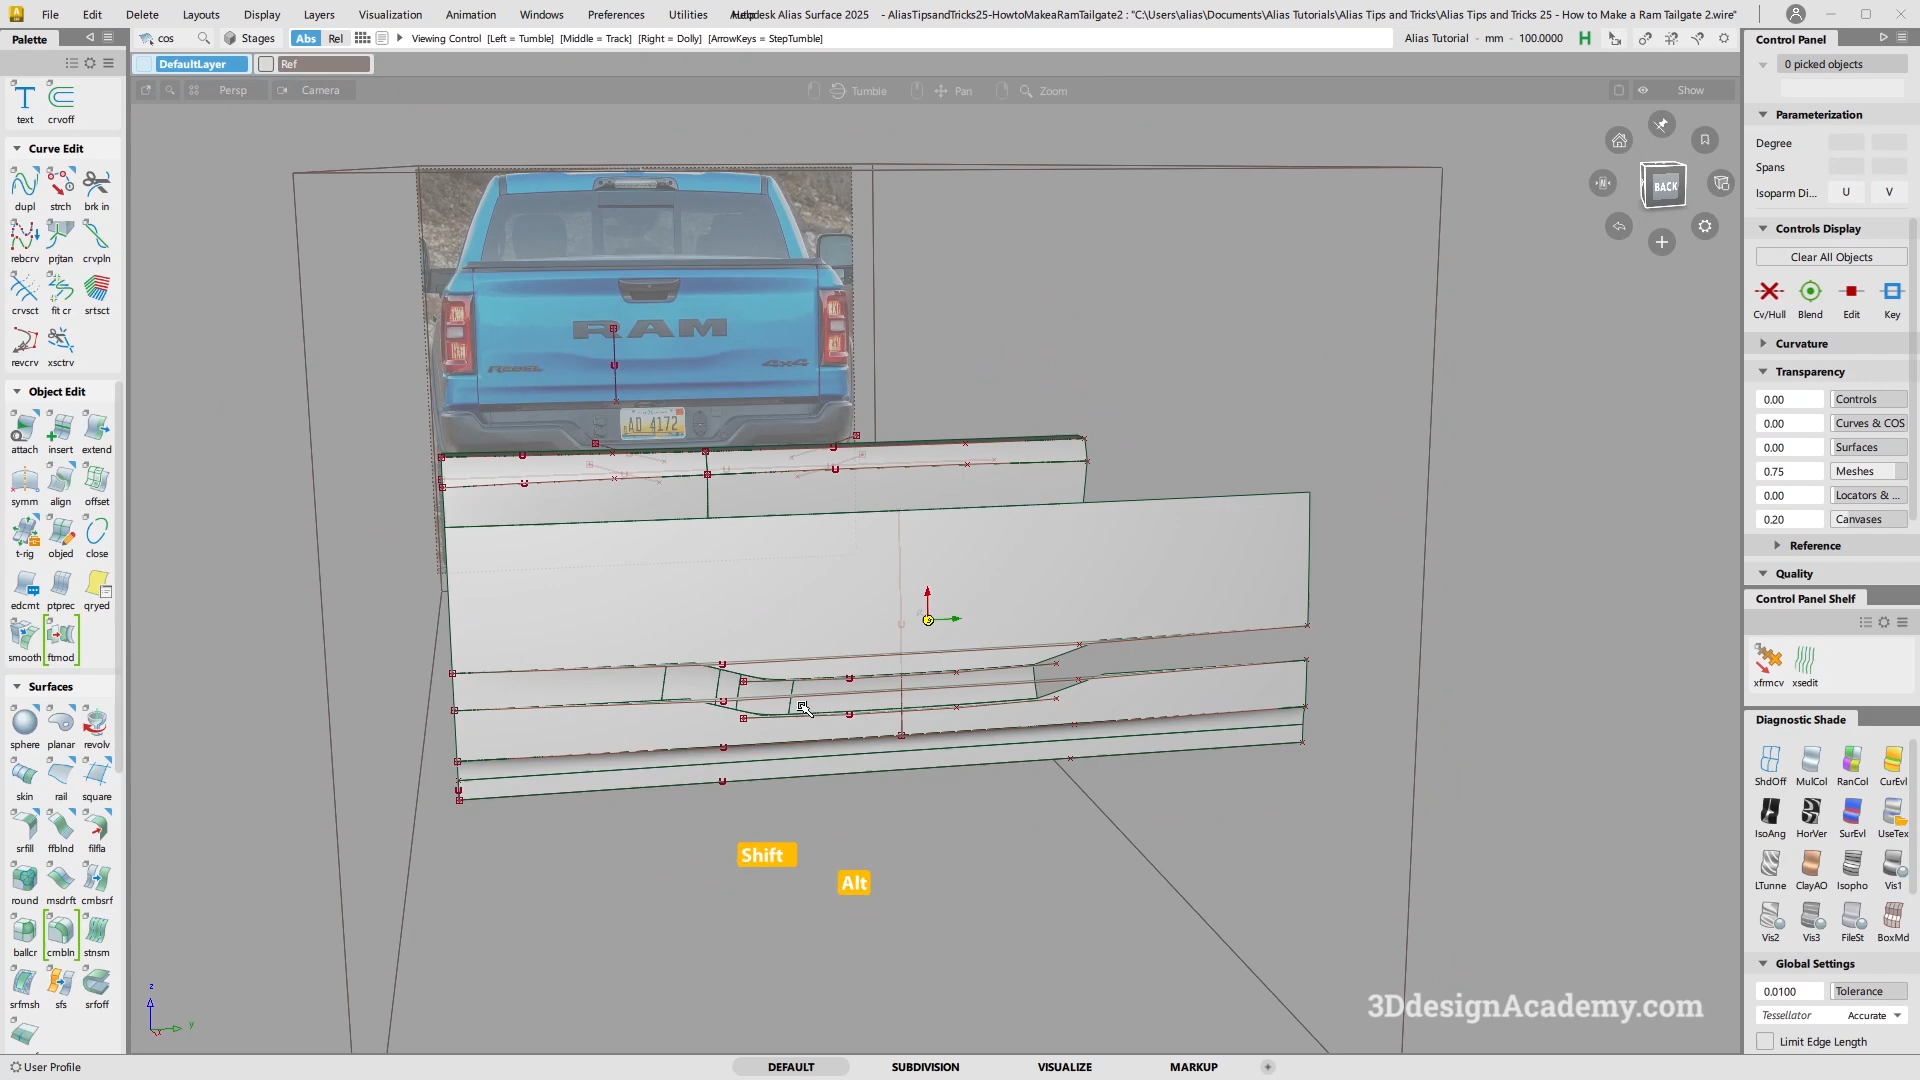 File Edit Delete Layouts Display Layers Visualization Animation Windows Preferences Utilities
Autodesk Alias Surface 2025 - AliasTipsandTricks25-HowtoMakeaRamTailgate2 : "C:\Users\alias\Documents\Alias Tutorials\Alias Tips and Tricks\Alias Tips and Tricks 25 - How to Make a Ram Tailgate 2.wire"
Palette
cos
Stages
Abs Rel
Viewing Control [Left = Tumble] [Middle = Track] [Right = Dolly] [ArrowKeys = StepTumble]
Alias Tutorial - mm - 100.0000
DefaultLayer
Ref
Persp
Camera
Tumble
Pan
Zoom
Show
text crvoff
Curve Edit
dupl strch brk in
rebcrv prjtan crvpln
crvsct fit cr srtsct
revcrv xsctrv
Object Edit
attach insert extend
symm align offset
t-rig objed close
edcmt ptprec qryed
smooth ftmod
Surfaces
sphere planar revolv
skin rail square
srfill ffblnd filfla
round msdrft cmbsrf
ballcr cmbln stnsm
srfmsh sfs srfoff
User Profile
BACK
RAM
REBEL
4X4
AD 4172
Shift
Alt
z
y
3DdesignAcademy.com
DEFAULT SUBDIVISION VISUALIZE MARKUP
Control Panel
0 picked objects
Parameterization
Degree
Spans
Isoparm Di... U V
Controls Display
Clear All Objects
Cv/Hull Blend Edit Key
Curvature
Transparency
0.00 Controls
0.00 Curves & COS
0.00 Surfaces
0.75 Meshes
0.00 Locators & ...
0.20 Canvases
Reference
Quality
Control Panel Shelf
xfrmcv xsedit
Diagnostic Shade
ShdOff MulCol RanCol CurEvl
IsoAng HorVer SurEvl UseTex
LTunne ClayAO Isopho Vis1
Vis2 Vis3 FileSt BoxMd
Global Settings
0.0100 Tolerance
Tessellator Accurate
Limit Edge Length